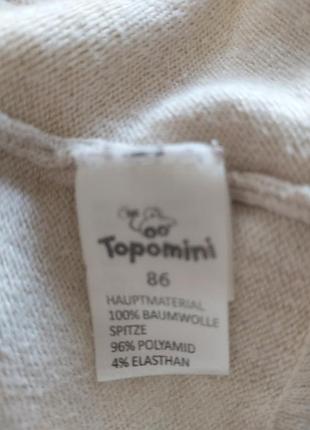 Topomini
86
HAUPTMATERIAL
100% BAUMWOLLE
SPITZE
96% POLYAMID
4% ELASTHAN